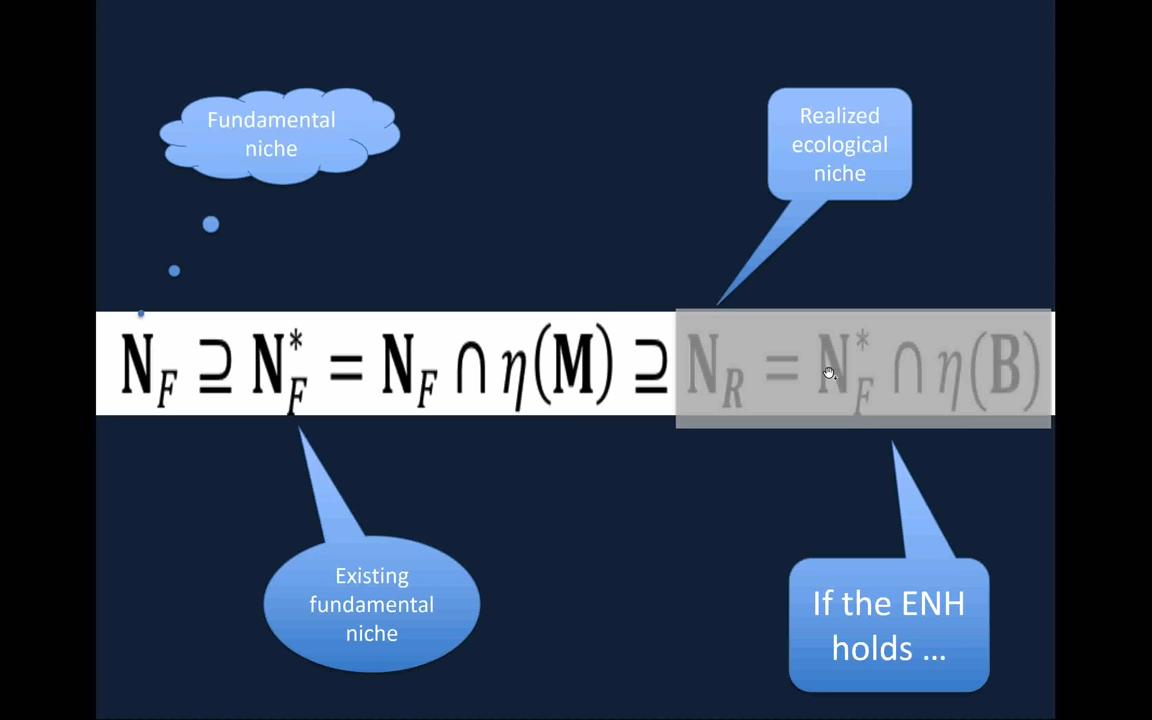 Fundamental
niche
Realized
ecological
niche
N_F ⊇ N*_F = N_F ∩ η(M) ⊇ N_R = N*_F ∩ η(B)
Existing
fundamental
niche
If the ENH
holds …